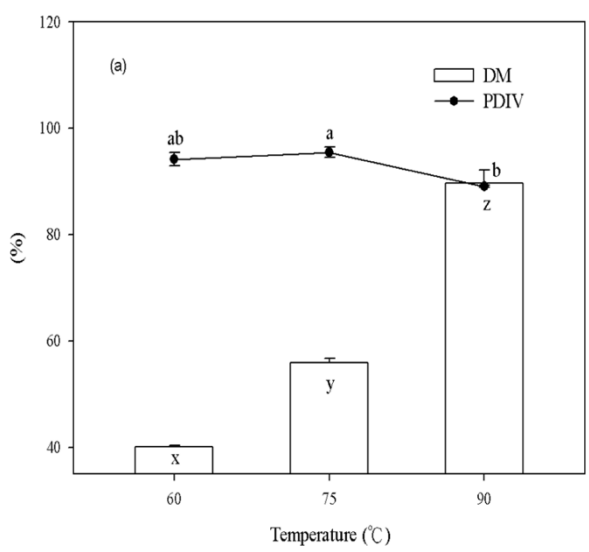 120
(a)
DM
PDIV
ab
a
100
b
z
80
(%)
60
y
x
40
60
75
90
Temperature (℃)